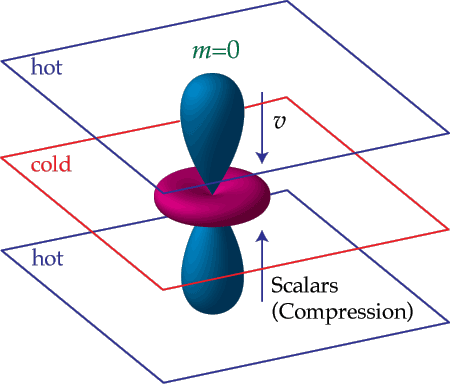 m=0
hot
v
cold
hot
Scalars
(Compression)